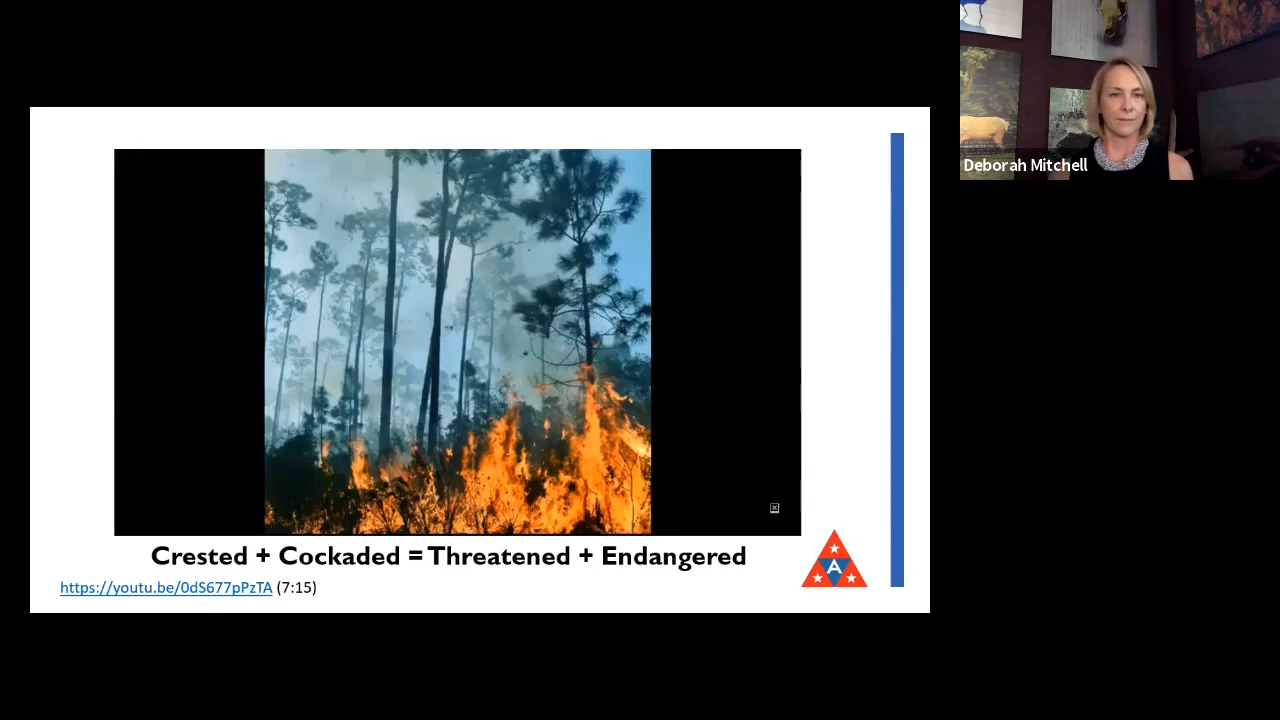 Deborah Mitchell
Crested + Cockaded = Threatened + Endangered
https://youtu.be/0dS677pPzTA (7:15)
A